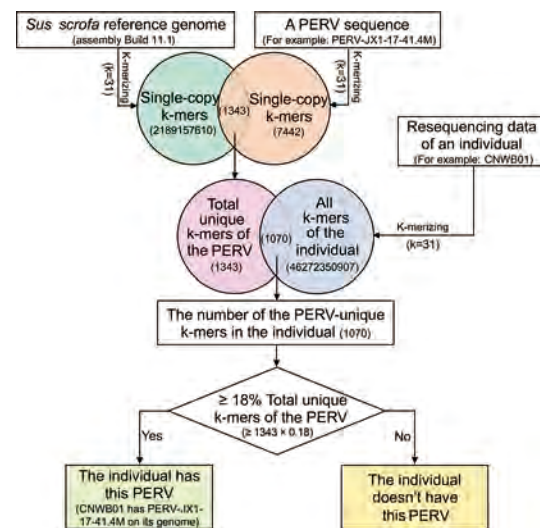 Sus scrofa reference genome
(assembly Build 11.1)
A PERV sequence
(For example: PERV-JX1-17-41.4M)
K-merizing
(k=31)
K-merizing
(k=31)
Single-copy
k-mers
(2189157610)
(1343)
Single-copy
k-mers
(7442)
Resequencing data
of an individual
(For example: CNWB01)
Total
unique
k-mers of
the PERV
(1343)
(1070)
All
k-mers
of the
individual
(46272350907)
K-merizing
(k=31)
The number of the PERV-unique
k-mers in the individual (1070)
≥ 18% Total unique
k-mers of the PERV
(≥ 1343 × 0.18)
Yes
No
The individual has
this PERV
(CNWB01 has PERV-JX1-
17-41.4M on its genome)
The individual
doesn't have
this PERV